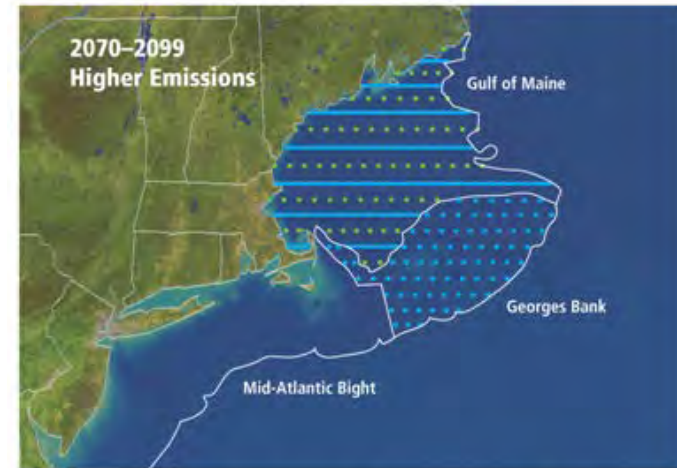 2070–2099
Higher Emissions
Gulf of Maine
Georges Bank
Mid-Atlantic Bight